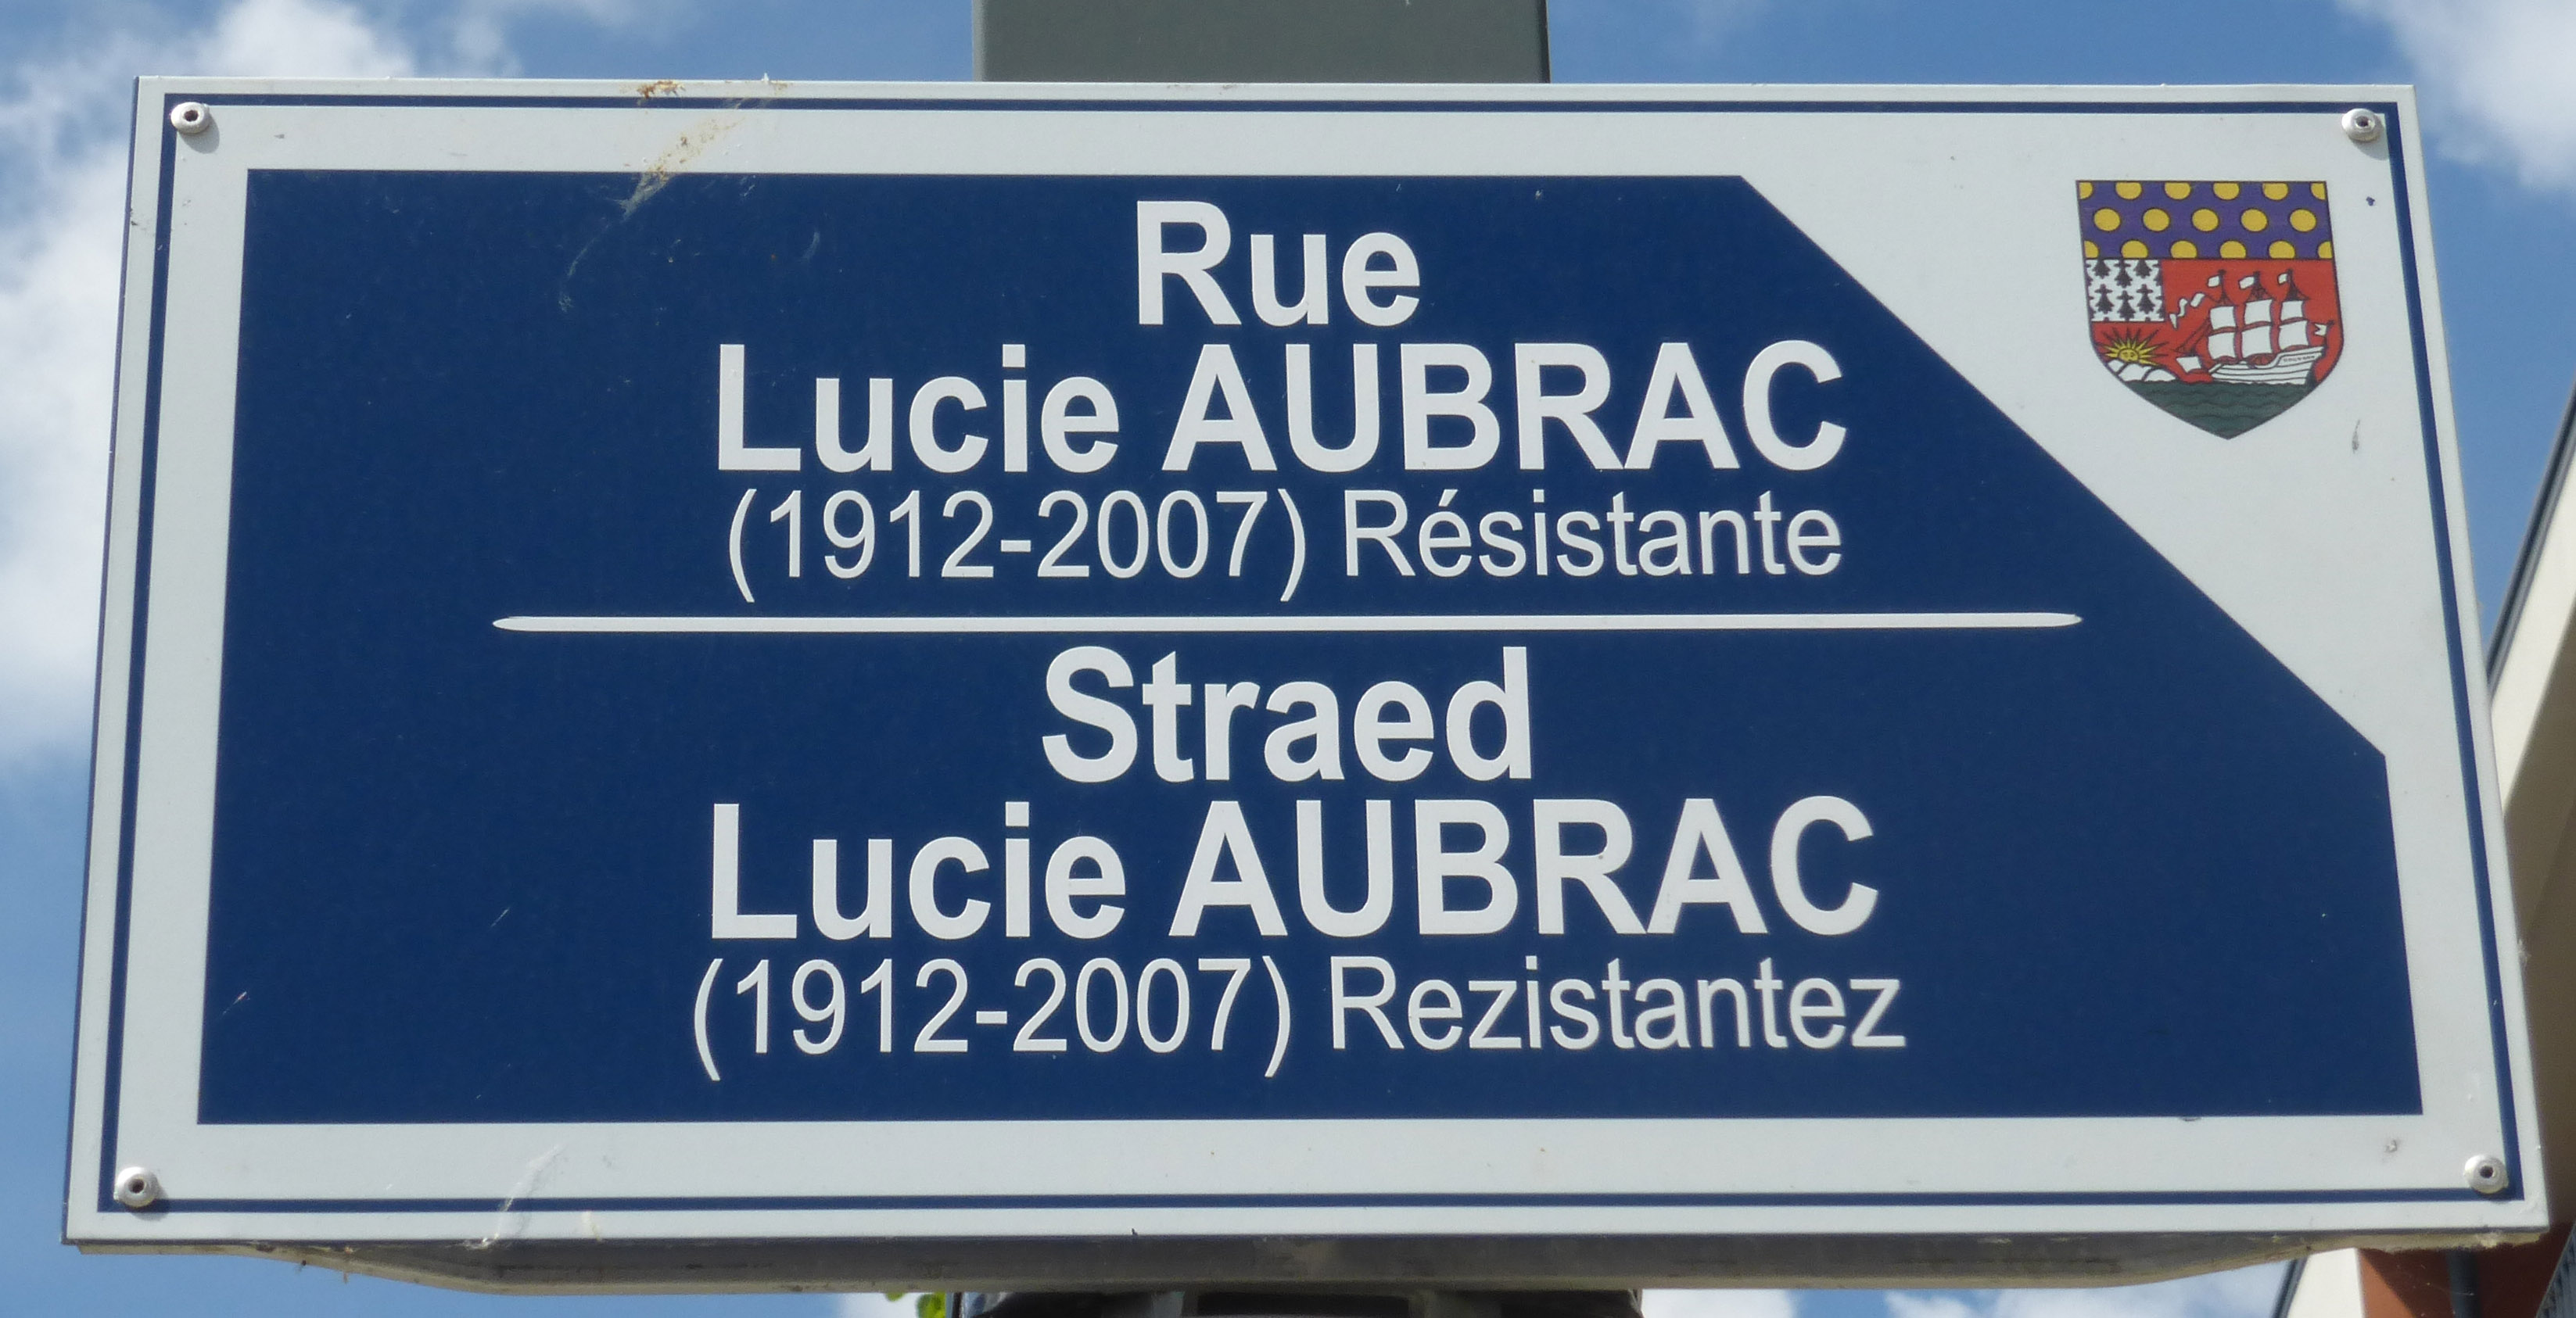 Rue
Lucie AUBRAC
(1912-2007) Résistante
Straed
Lucie AUBRAC
(1912-2007) Rezistantez